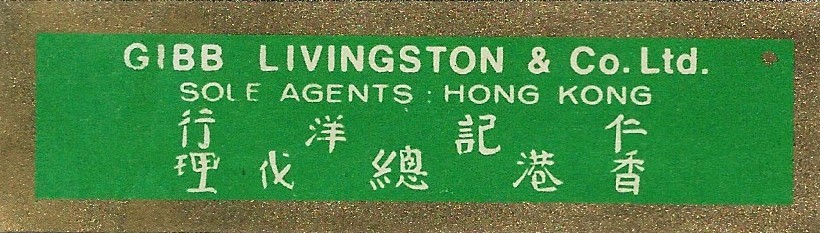 GIBB LIVINGSTON & Co. Ltd.
SOLE AGENTS : HONG KONG
仁記洋行
香港總代理